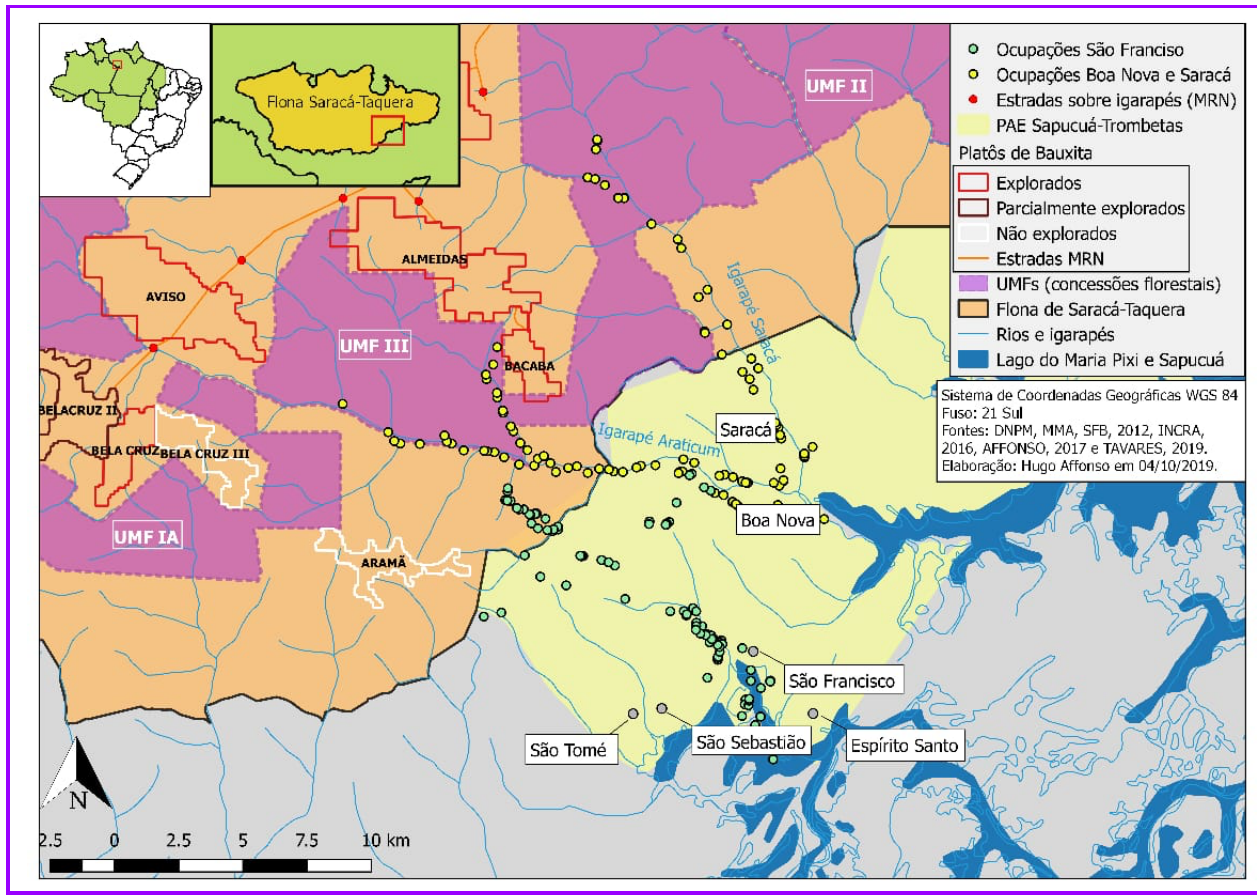 Flona Saracá-Taquera
UMF II
Ocupações São Franciso
Ocupações Boa Nova e Saracá
Estradas sobre igarapés (MRN)
PAE Sapucuá-Trombetas
Platôs de Bauxita
Explorados
Parcialmente explorados
Não explorados
Estradas MRN
UMFs (concessões florestais)
Flona de Saracá-Taquera
Rios e igarapés
Lago do Maria Pixi e Sapucuá
Sistema de Coordenadas Geográficas WGS 84
Fuso: 21 Sul
Fontes: DNPM, MMA, SFB, 2012, INCRA,
2016, AFFONSO, 2017 e TAVARES, 2019.
Elaboração: Hugo Affonso em 04/10/2019.
ALMEIDAS
AVISO
Igarapé Saracá
UMF III
BACABA
BELACRUZ II
BELA CRUZ
BELA CRUZ III
Saracá
Igarapé Araticum
Boa Nova
UMF IA
ARAMÃ
São Francisco
São Tomé
São Sebastião
Espírito Santo
N
2.5 0 2.5 5 7.5 10 km